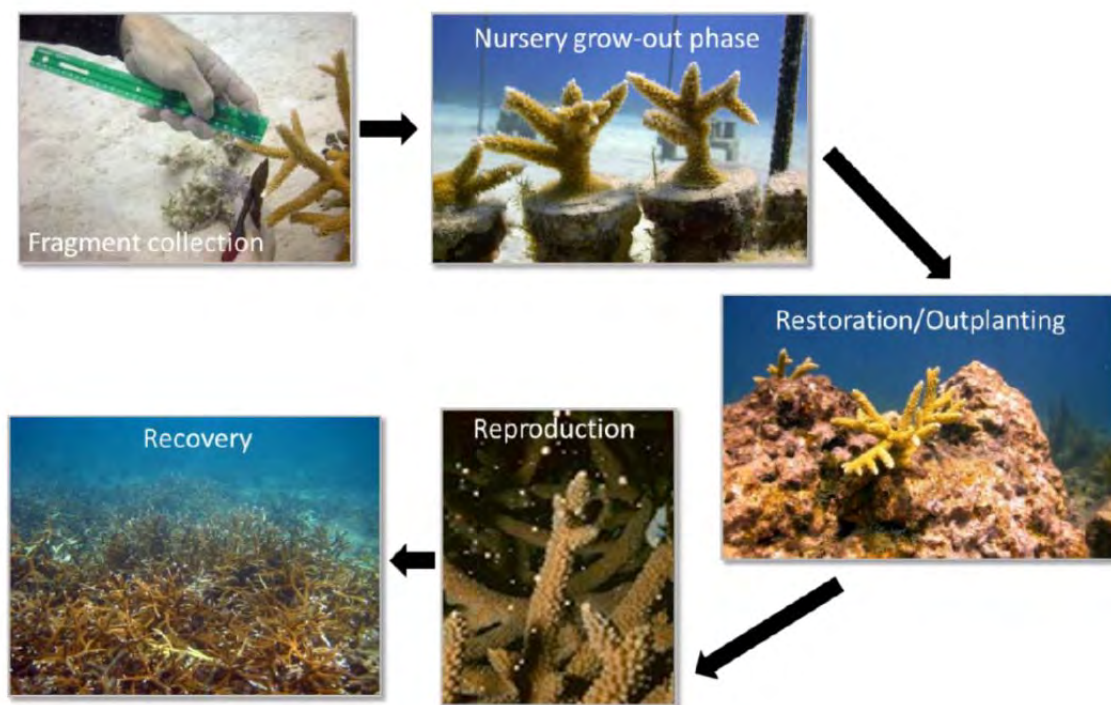 Fragment collection
Nursery grow-out phase
Restoration/Outplanting
Reproduction
Recovery